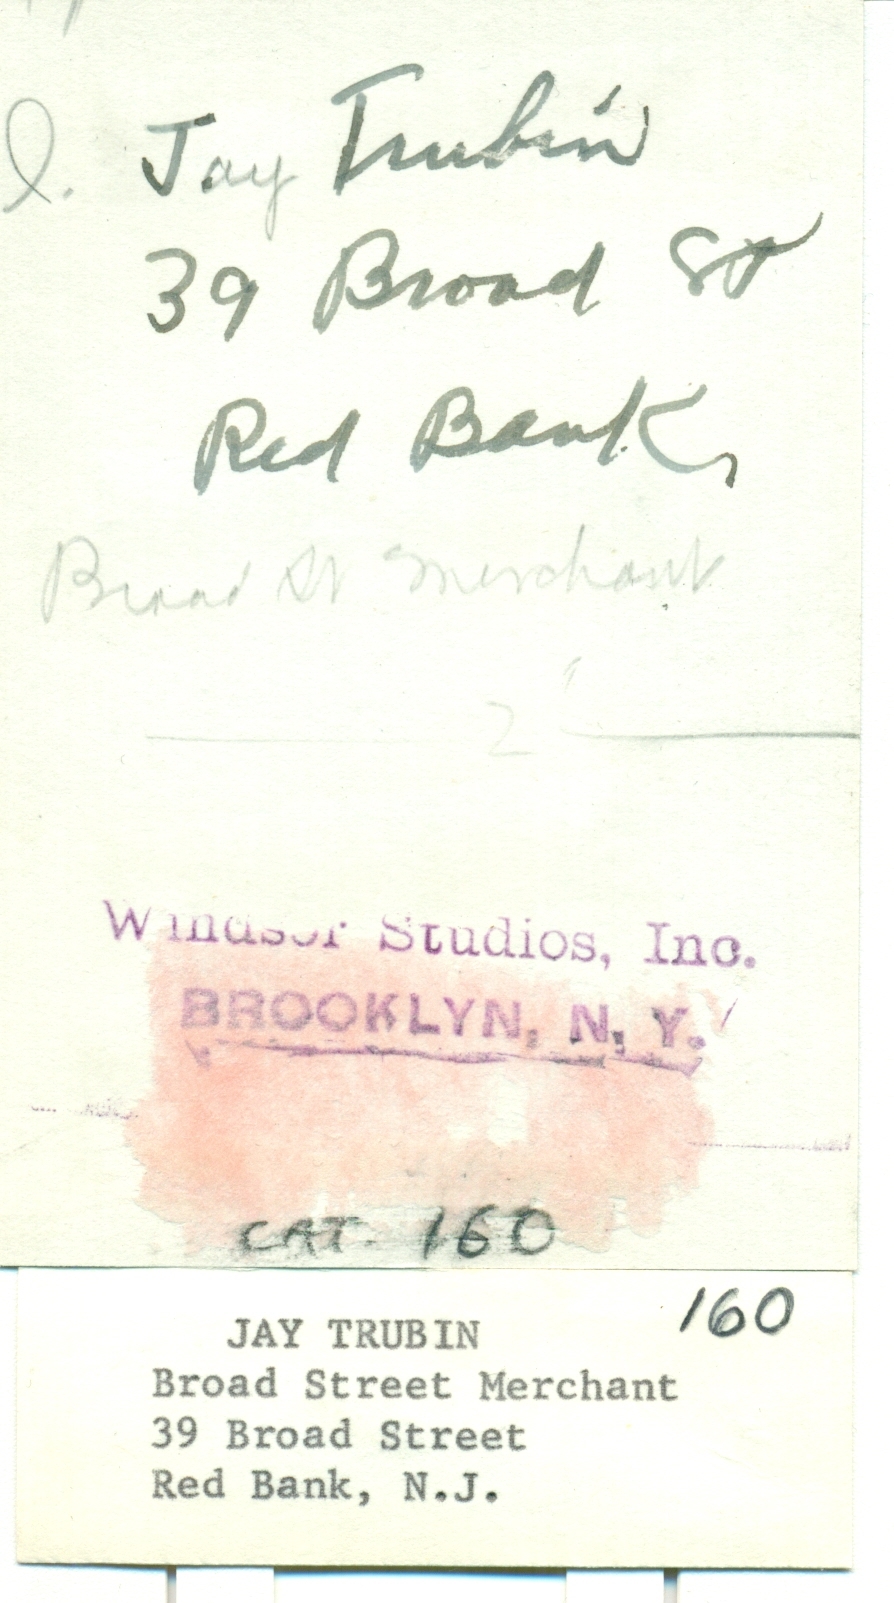 l. Jay Trubin
39 Broad St
Red Bank,
Broad St Merchant
2
Windsor Studios, Inc.
BROOKLYN, N. Y.
CAT. 160
160
JAY TRUBIN
Broad Street Merchant
39 Broad Street
Red Bank, N.J.